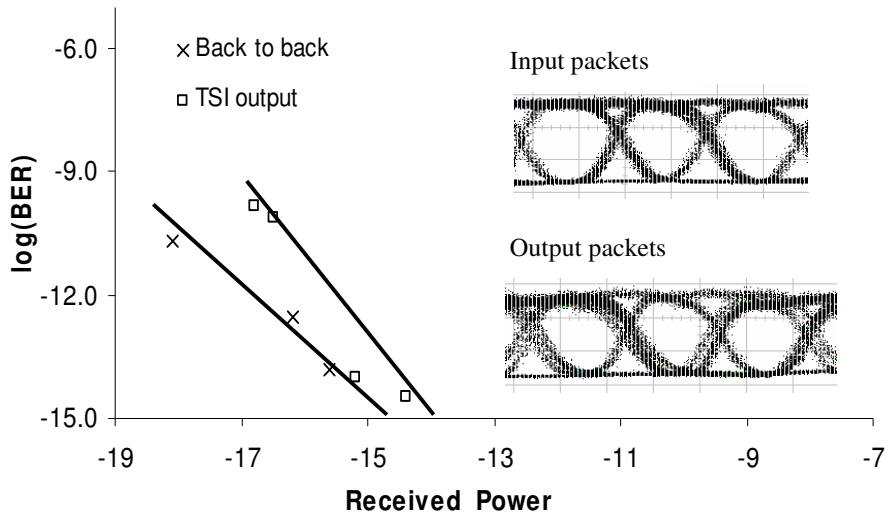 -6.0
-9.0
-12.0
-15.0
log(BER)
Back to back
TSI output
Input packets
Output packets
-19 -17 -15 -13 -11 -9 -7
Received Power